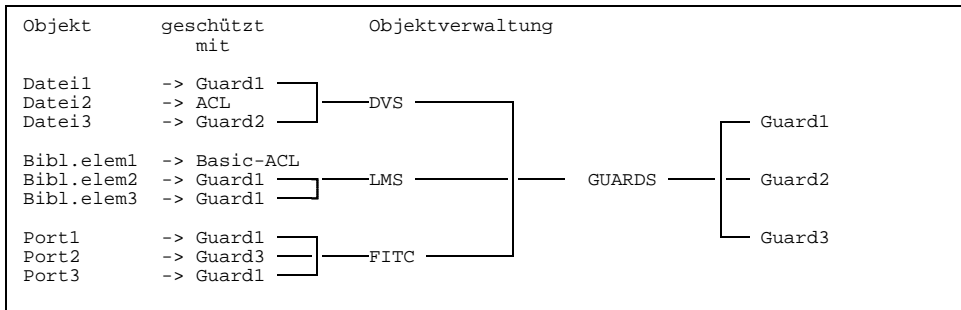 Objekt geschützt Objektverwaltung
mit
Datei1 -> Guard1
Datei2 -> ACL DVS
Datei3 -> Guard2 Guard1
Bibl.elem1 -> Basic-ACL
Bibl.elem2 -> Guard1 LMS GUARDS Guard2
Bibl.elem3 -> Guard1
Port1 -> Guard1 Guard3
Port2 -> Guard3 FITC
Port3 -> Guard1